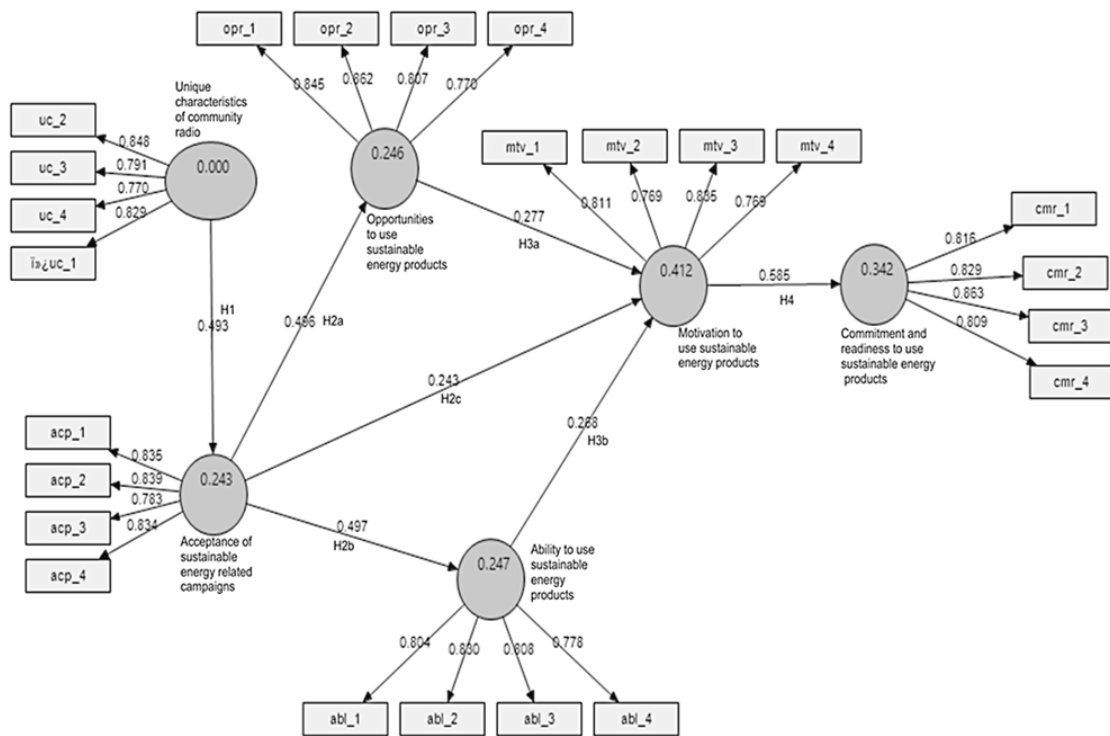 opr_1
opr_2
opr_3
opr_4
0.845
0.862
0.807
0.770
Unique
characteristics
of community
radio
uc_2
uc_3
uc_4
ï»¿uc_1
0.848
0.791
0.770
0.829
0.000
0.246
Opportunities
to use
sustainable
energy products
mtv_1
mtv_2
mtv_3
mtv_4
0.811
0.769
0.835
0.769
0.277
H3a
0.412
Motivation to
use sustainable
energy products
0.585
H4
0.342
Commitment and
readiness to use
sustainable energy
products
cmr_1
cmr_2
cmr_3
cmr_4
0.816
0.829
0.863
0.809
H1
0.493
0.496
H2a
0.243
H2c
0.288
H3b
acp_1
acp_2
acp_3
acp_4
0.835
0.839
0.783
0.834
0.243
Acceptance of
sustainable
energy related
campaigns
0.497
H2b
0.247
Ability to use
sustainable
energy
products
0.804
0.830
0.808
0.778
abl_1
abl_2
abl_3
abl_4